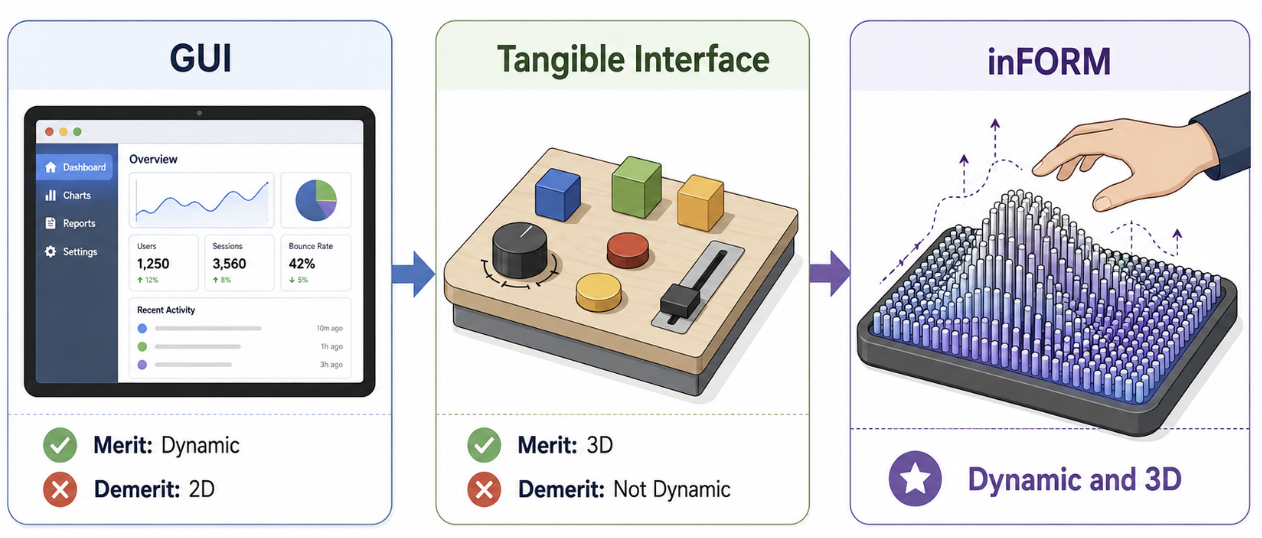 GUI
Overview
Dashboard
Charts
Reports
Settings
Users
1,250
↑ 12%
Sessions
3,560
↑ 8%
Bounce Rate
42%
↓ 5%
Recent Activity
10m ago
1h ago
3h ago
Merit: Dynamic
Demerit: 2D
Tangible Interface
Merit: 3D
Demerit: Not Dynamic
inFORM
Dynamic and 3D